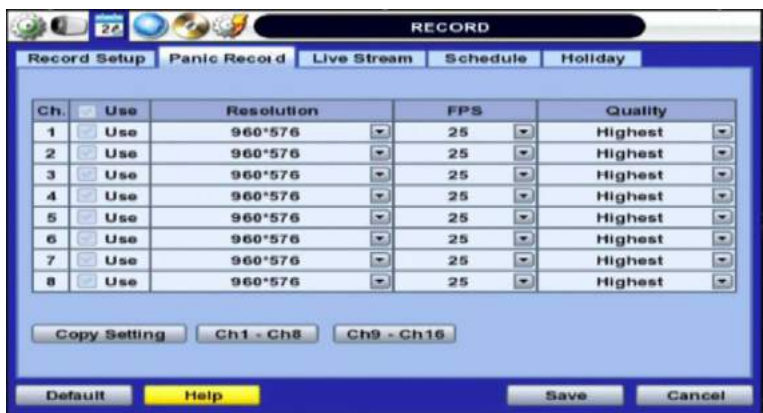 RECORD
Record Setup Panic Record Live Stream Schedule Holiday
Ch. Use Resolution FPS Quality
1 Use 960*576 25 Highest
2 Use 960*576 25 Highest
3 Use 960*576 25 Highest
4 Use 960*576 25 Highest
5 Use 960*576 25 Highest
6 Use 960*576 25 Highest
7 Use 960*576 25 Highest
8 Use 960*576 25 Highest
Copy Setting Ch1 - Ch8 Ch9 - Ch16
Default Help Save Cancel